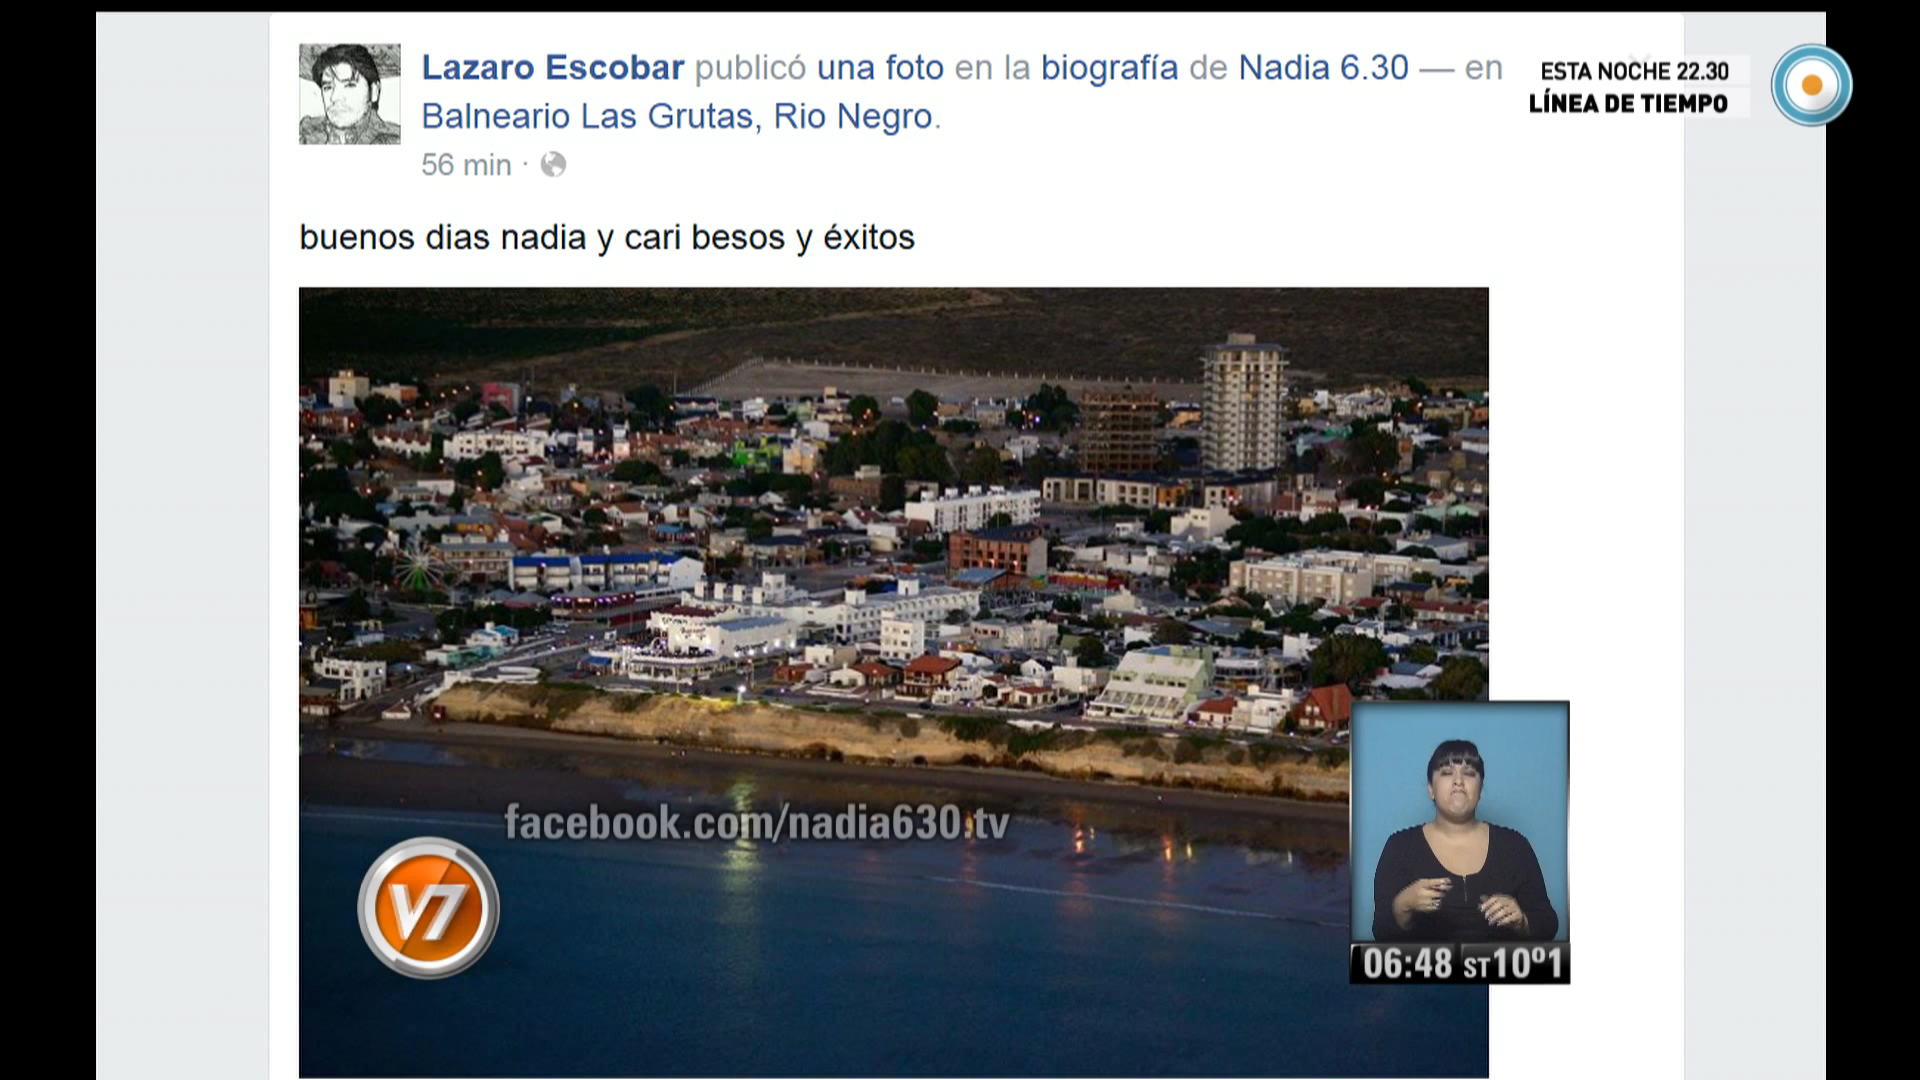 Lazaro Escobar publicó una foto en la biografía de Nadia 6.30 — en
Balneario Las Grutas, Rio Negro.
56 min ·
ESTA NOCHE 22.30
LÍNEA DE TIEMPO
buenos dias nadia y cari besos y éxitos
facebook.com/nadia630.tv
V7
06:48 ST10º1